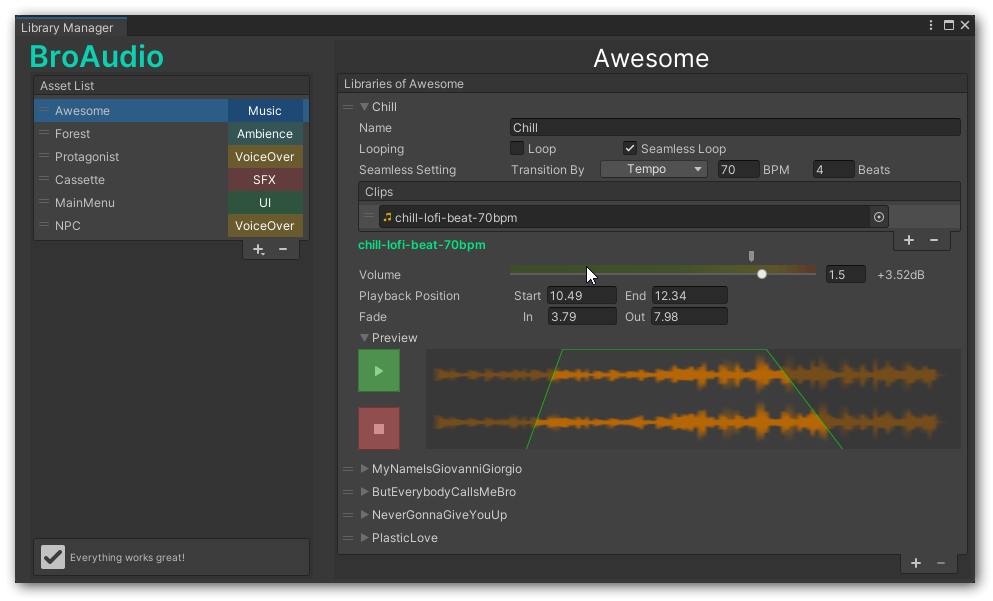 Library Manager
BroAudio
Asset List
Awesome Music
Forest Ambience
Protagonist VoiceOver
Cassette SFX
MainMenu UI
NPC VoiceOver
+ −
Everything works great!
Awesome
Libraries of Awesome
Chill
Name Chill
Looping Loop Seamless Loop
Seamless Setting Transition By Tempo 70 BPM 4 Beats
Clips
chill-lofi-beat-70bpm
+ −
chill-lofi-beat-70bpm
Volume 1.5 +3.52dB
Playback Position Start 10.49 End 12.34
Fade In 3.79 Out 7.98
Preview
MyNameIsGiovanniGiorgio
ButEverybodyCallsMeBro
NeverGonnaGiveYouUp
PlasticLove
+ −